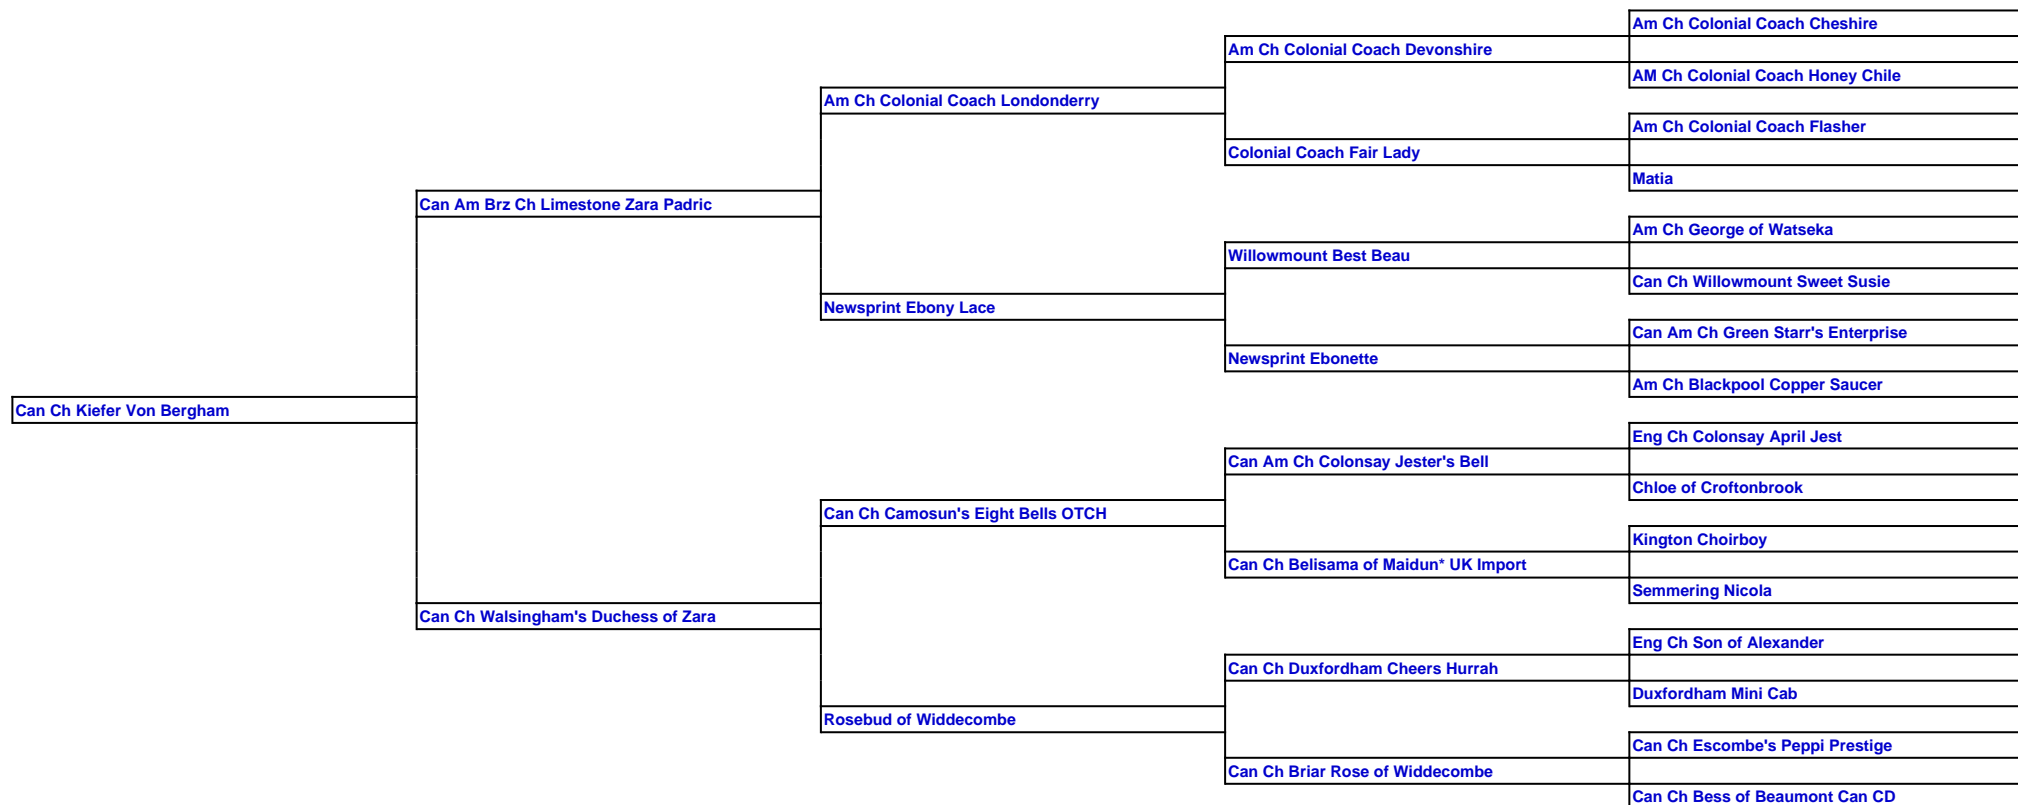 Am Ch Colonial Coach Cheshire
Am Ch Colonial Coach Devonshire
AM Ch Colonial Coach Honey Chile
Am Ch Colonial Coach Londonderry
Am Ch Colonial Coach Flasher
Colonial Coach Fair Lady
Matia
Can Am Brz Ch Limestone Zara Padric
Am Ch George of Watseka
Willowmount Best Beau
Can Ch Willowmount Sweet Susie
Newsprint Ebony Lace
Can Am Ch Green Starr's Enterprise
Newsprint Ebonette
Am Ch Blackpool Copper Saucer
Can Ch Kiefer Von Bergham
Eng Ch Colonsay April Jest
Can Am Ch Colonsay Jester's Bell
Chloe of Croftonbrook
Can Ch Camosun's Eight Bells OTCH
Kington Choirboy
Can Ch Belisama of Maidun* UK Import
Semmering Nicola
Can Ch Walsingham's Duchess of Zara
Eng Ch Son of Alexander
Can Ch Duxfordham Cheers Hurrah
Duxfordham Mini Cab
Rosebud of Widdecombe
Can Ch Escombe's Peppi Prestige
Can Ch Briar Rose of Widdecombe
Can Ch Bess of Beaumont Can CD